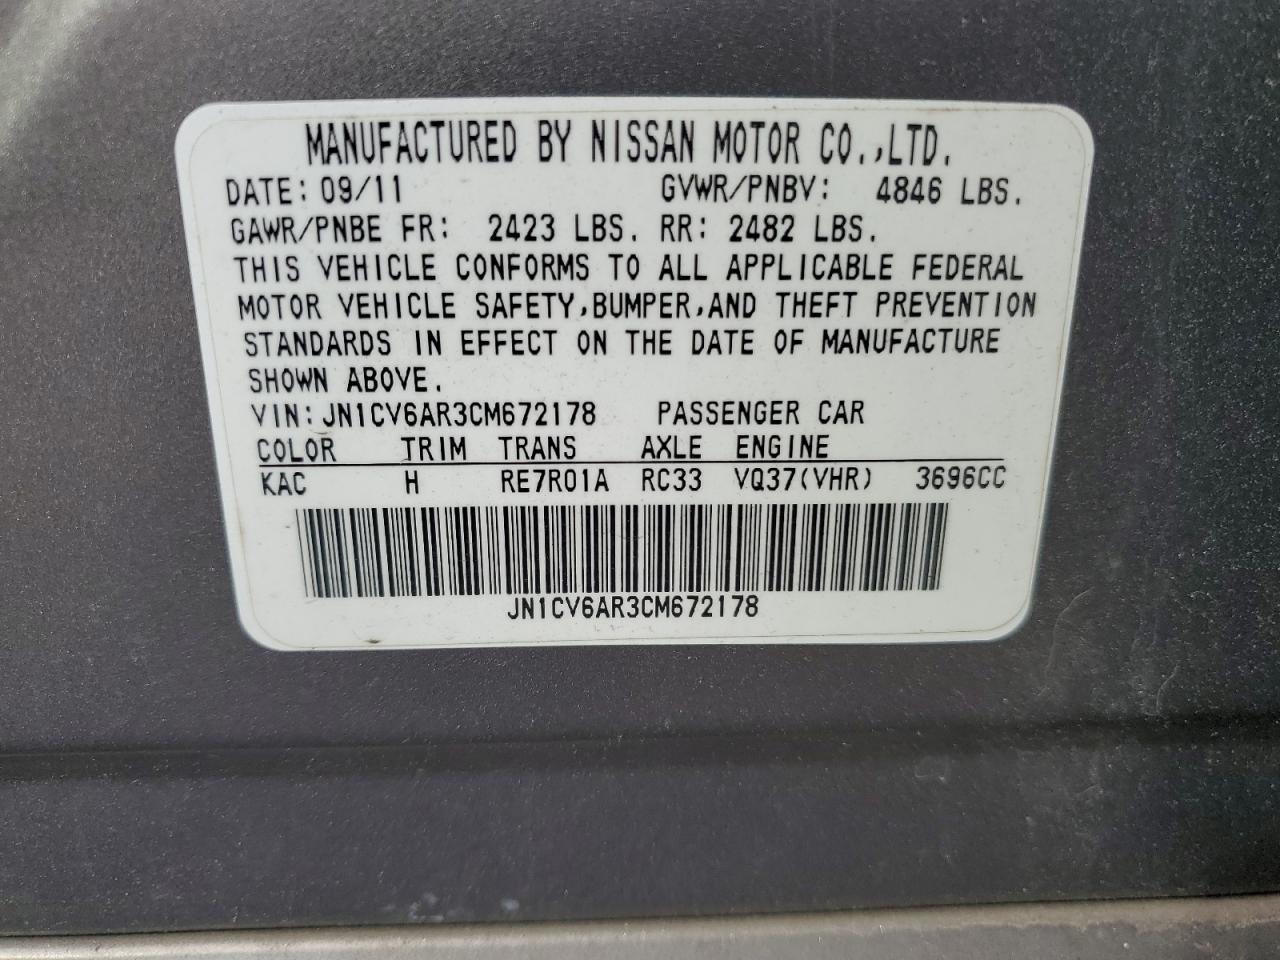 MANUFACTURED BY NISSAN MOTOR CO.,LTD.
DATE: 09/11 GVWR/PNBV: 4846 LBS.
GAWR/PNBE FR: 2423 LBS. RR: 2482 LBS.
THIS VEHICLE CONFORMS TO ALL APPLICABLE FEDERAL
MOTOR VEHICLE SAFETY,BUMPER,AND THEFT PREVENTION
STANDARDS IN EFFECT ON THE DATE OF MANUFACTURE
SHOWN ABOVE.
VIN: JN1CV6AR3CM672178 PASSENGER CAR
COLOR TRIM TRANS AXLE ENGINE
KAC H RE7R01A RC33 VQ37(VHR) 3696CC
JN1CV6AR3CM672178